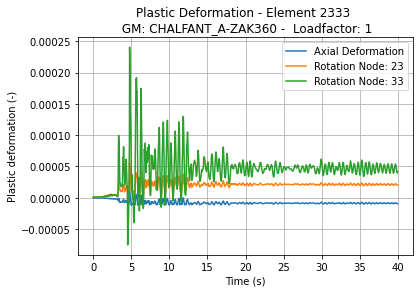 Plastic Deformation - Element 2333
GM: CHALFANT_A-ZAK360 - Loadfactor: 1
Axial Deformation
Rotation Node: 23
Rotation Node: 33
Plastic deformation (-)
0.00025
0.00020
0.00015
0.00010
0.00005
0.00000
−0.00005
0 5 10 15 20 25 30 35 40
Time (s)